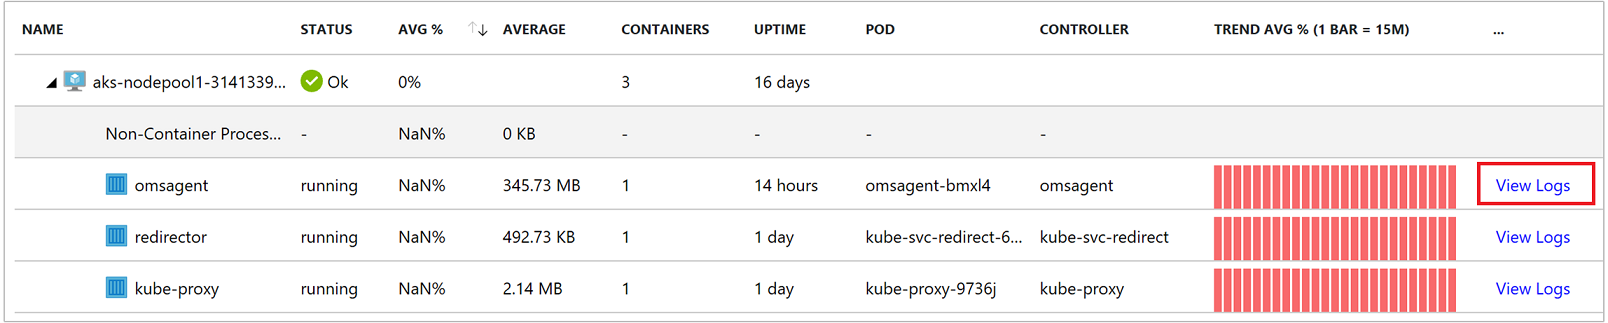 NAME STATUS AVG % ↑↓ AVERAGE CONTAINERS UPTIME POD CONTROLLER TREND AVG % (1 BAR = 15M) ...
aks-nodepool1-3141339... Ok 0% 3 16 days
Non-Container Proces... - NaN% 0 KB - - - -
omsagent running NaN% 345.73 MB 1 14 hours omsagent-bmxl4 omsagent View Logs
redirector running NaN% 492.73 KB 1 1 day kube-svc-redirect-6... kube-svc-redirect View Logs
kube-proxy running NaN% 2.14 MB 1 1 day kube-proxy-9736j kube-proxy View Logs